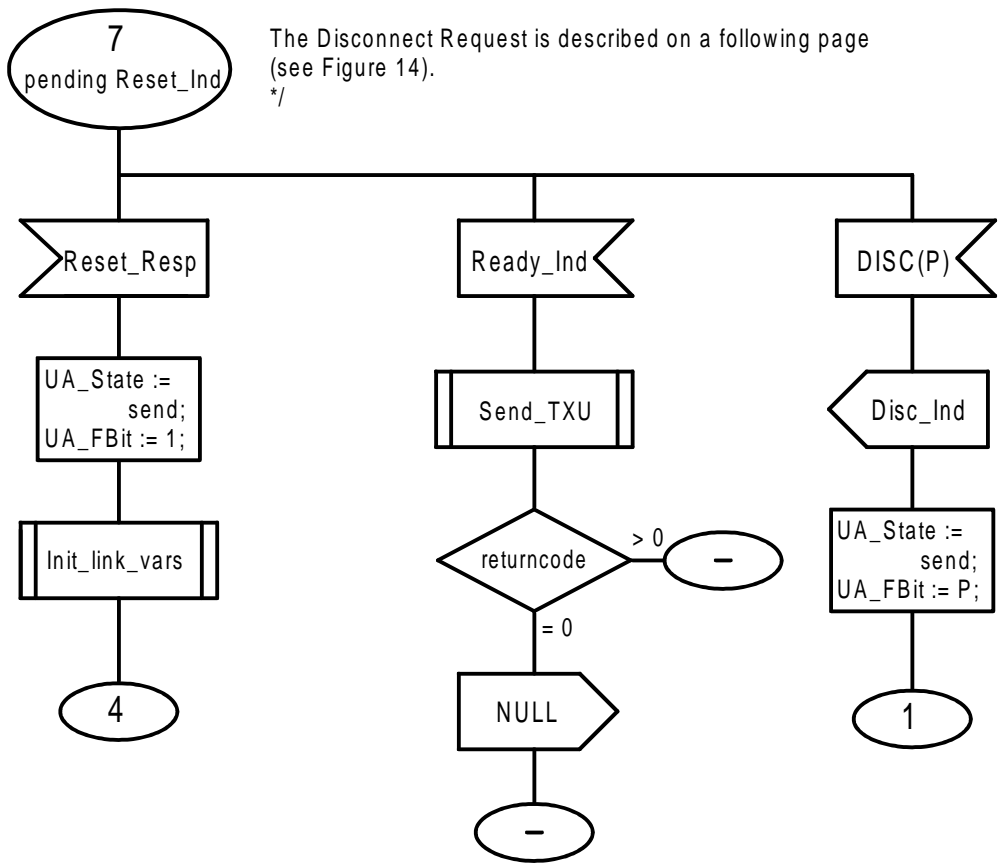 7
pending Reset_Ind
The Disconnect Request is described on a following page
(see Figure 14).
*/
Reset_Resp
UA_State :=
send;
UA_FBit := 1;
Init_link_vars
4
Ready_Ind
Send_TXU
returncode
> 0
–
= 0
NULL
–
DISC(P)
Disc_Ind
UA_State :=
send;
UA_FBit := P;
1